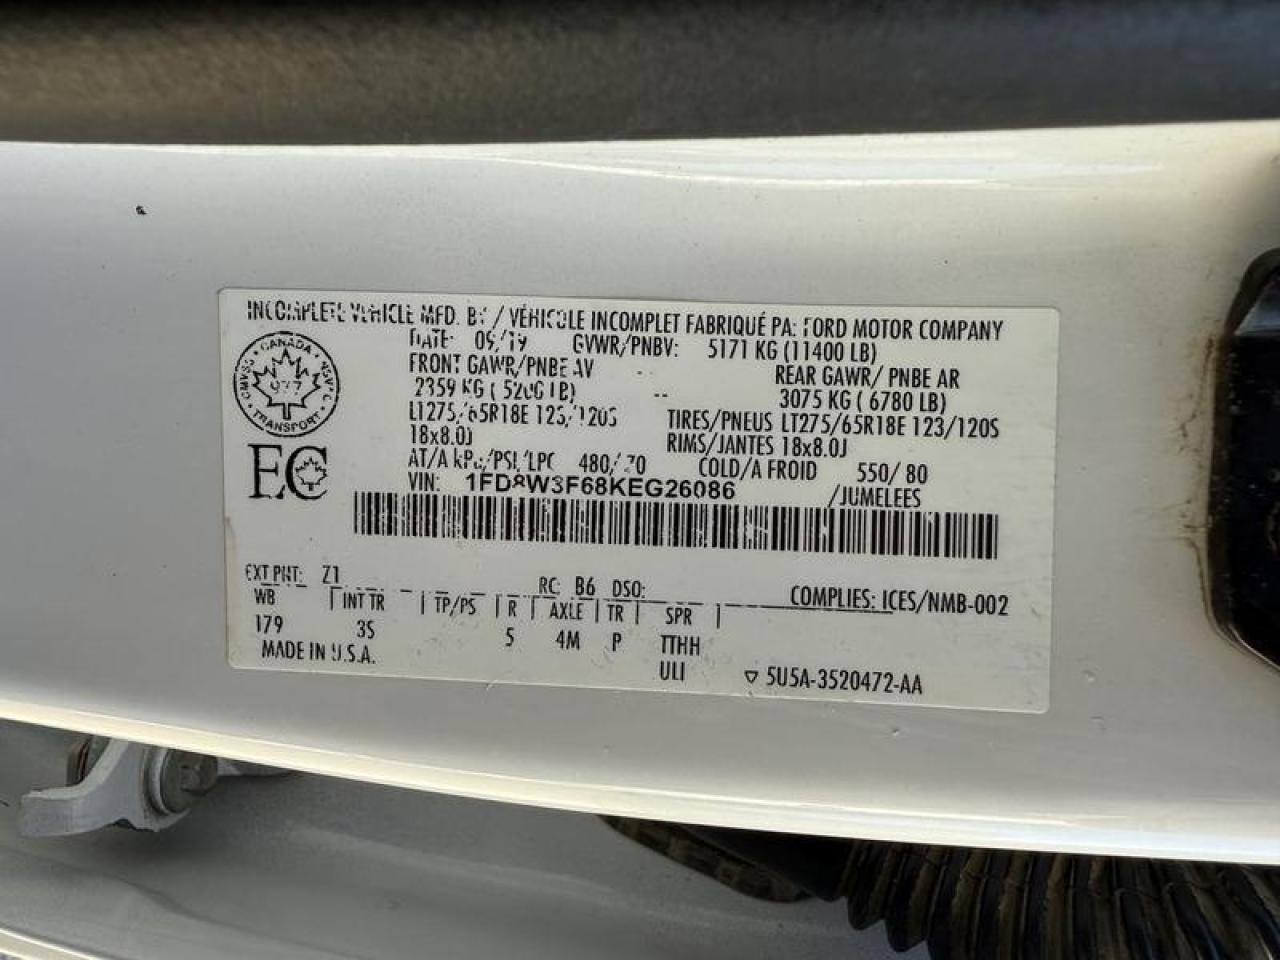 INCOMPLETE VEHICLE MFD. BY / VÉHICULE INCOMPLET FABRIQUÉ PA: FORD MOTOR COMPANY
DATE: 09/19 GVWR/PNBV: 5171 KG (11400 LB)
FRONT GAWR/PNBE AV -- REAR GAWR/ PNBE AR
2359 KG ( 5200 LB) -- 3075 KG ( 6780 LB)
LT275/65R18E 123/120S TIRES/PNEUS LT275/65R18E 123/120S
18x8.0J RIMS/JANTES 18x8.0J
AT/A kPa/PSI/LPC 480/70 COLD/A FROID 550/ 80
VIN: 1FD8W3F68KEG26086 /JUMELEES
CANADA
CMVSS NSVAC
977
TRANSPORT
EC
EXT PNT: Z1 RC: B6 DSO:
WB INT TR TP/PS R AXLE TR SPR COMPLIES: ICES/NMB-002
179 3S 5 4M P TTHH
MADE IN U.S.A. ULI ▽ 5U5A-3520472-AA